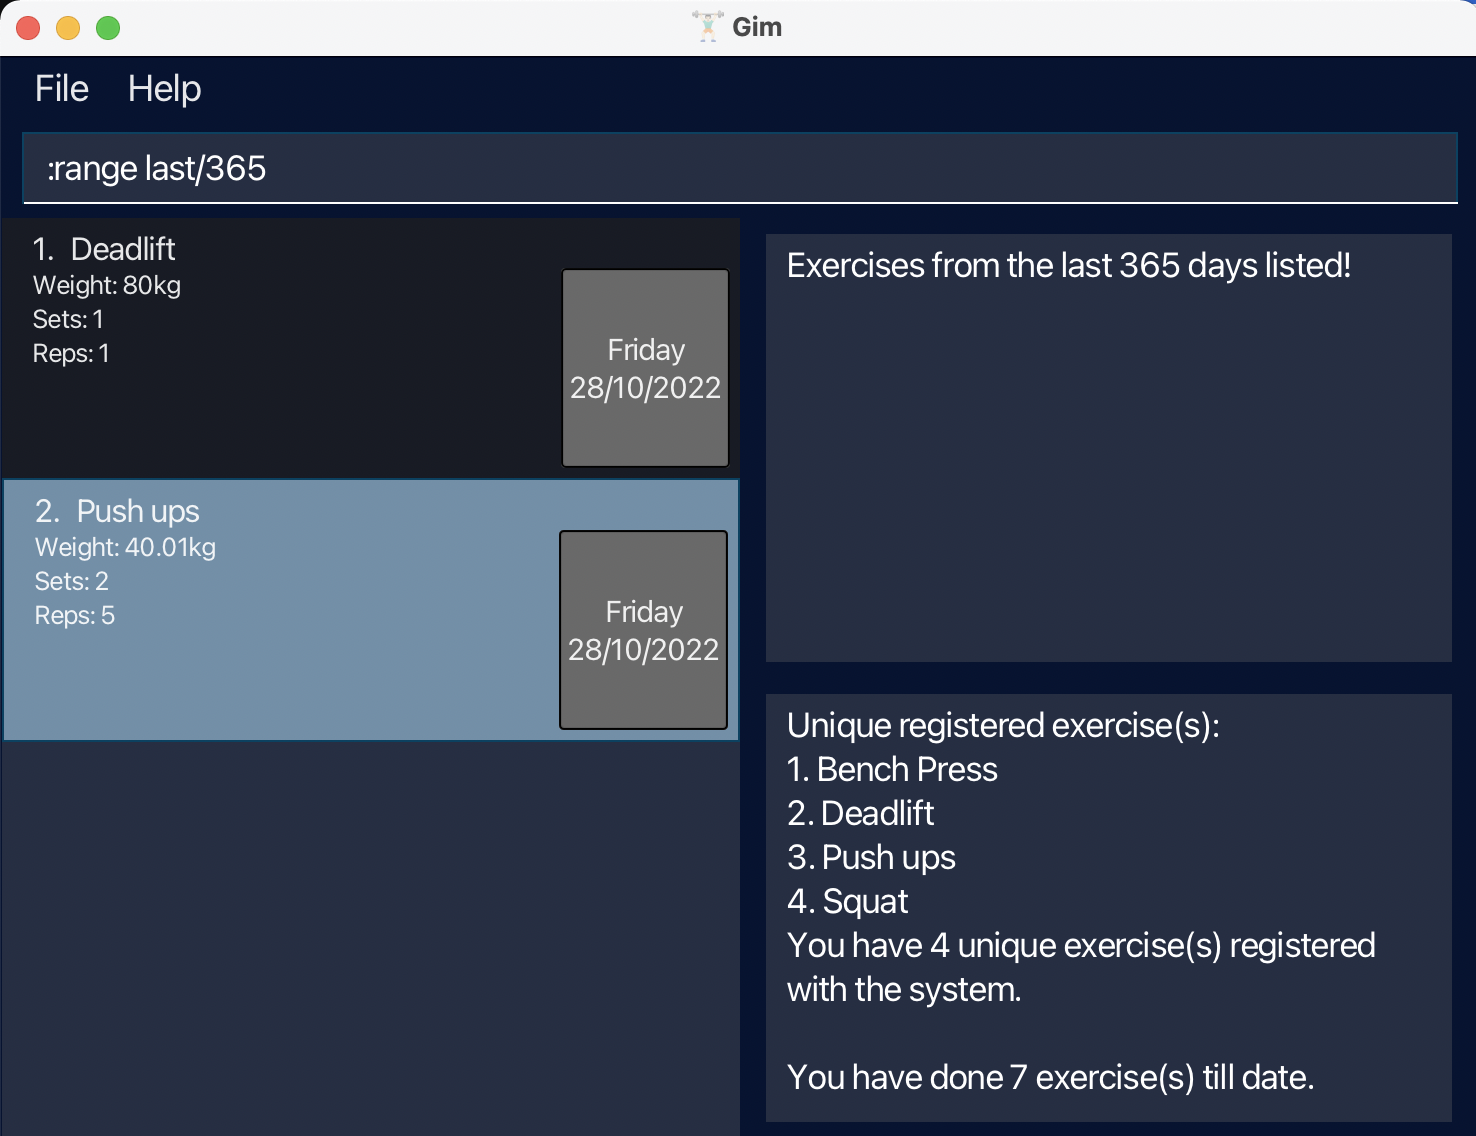 Gim
File Help
:range last/365
1. Deadlift
Weight: 80kg
Sets: 1
Reps: 1
Friday
28/10/2022
2. Push ups
Weight: 40.01kg
Sets: 2
Reps: 5
Friday
28/10/2022
Exercises from the last 365 days listed!
Unique registered exercise(s):
1. Bench Press
2. Deadlift
3. Push ups
4. Squat
You have 4 unique exercise(s) registered
with the system.
You have done 7 exercise(s) till date.